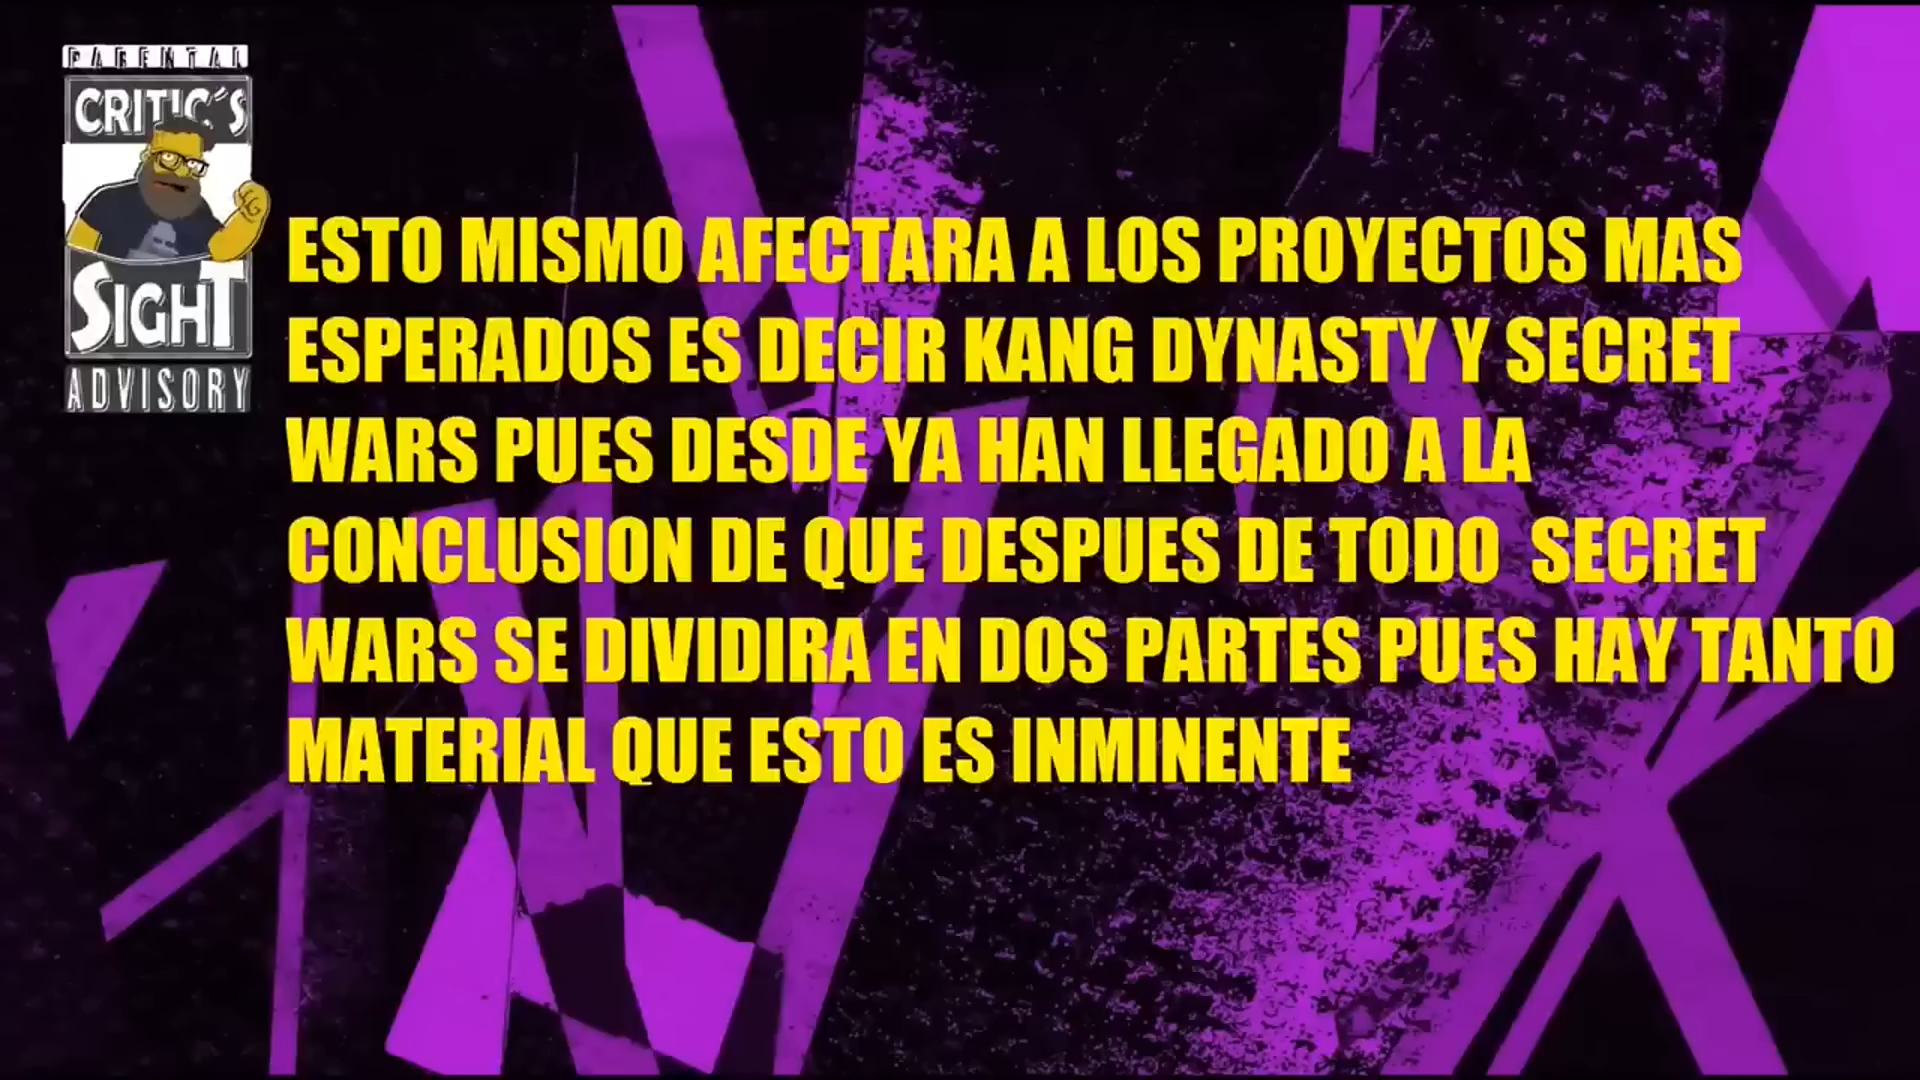 PARENTAL
CRITIC´S
SIGHT
ADVISORY
ESTO MISMO AFECTARA A LOS PROYECTOS MAS
ESPERADOS ES DECIR KANG DYNASTY Y SECRET
WARS PUES DESDE YA HAN LLEGADO A LA
CONCLUSION DE QUE DESPUES DE TODO  SECRET
WARS SE DIVIDIRA EN DOS PARTES PUES HAY TANTO
MATERIAL QUE ESTO ES INMINENTE